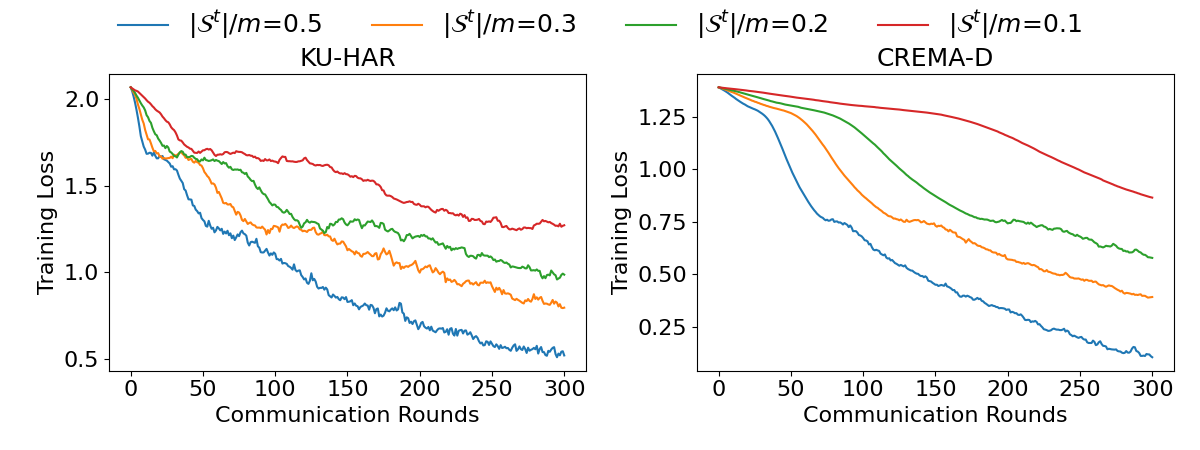 |𝒮^t|/m=0.5 |𝒮^t|/m=0.3 |𝒮^t|/m=0.2 |𝒮^t|/m=0.1
KU-HAR
2.0
1.5
1.0
0.5
Training Loss
0 50 100 150 200 250 300
Communication Rounds
CREMA-D
1.25
1.00
0.75
0.50
0.25
Training Loss
0 50 100 150 200 250 300
Communication Rounds